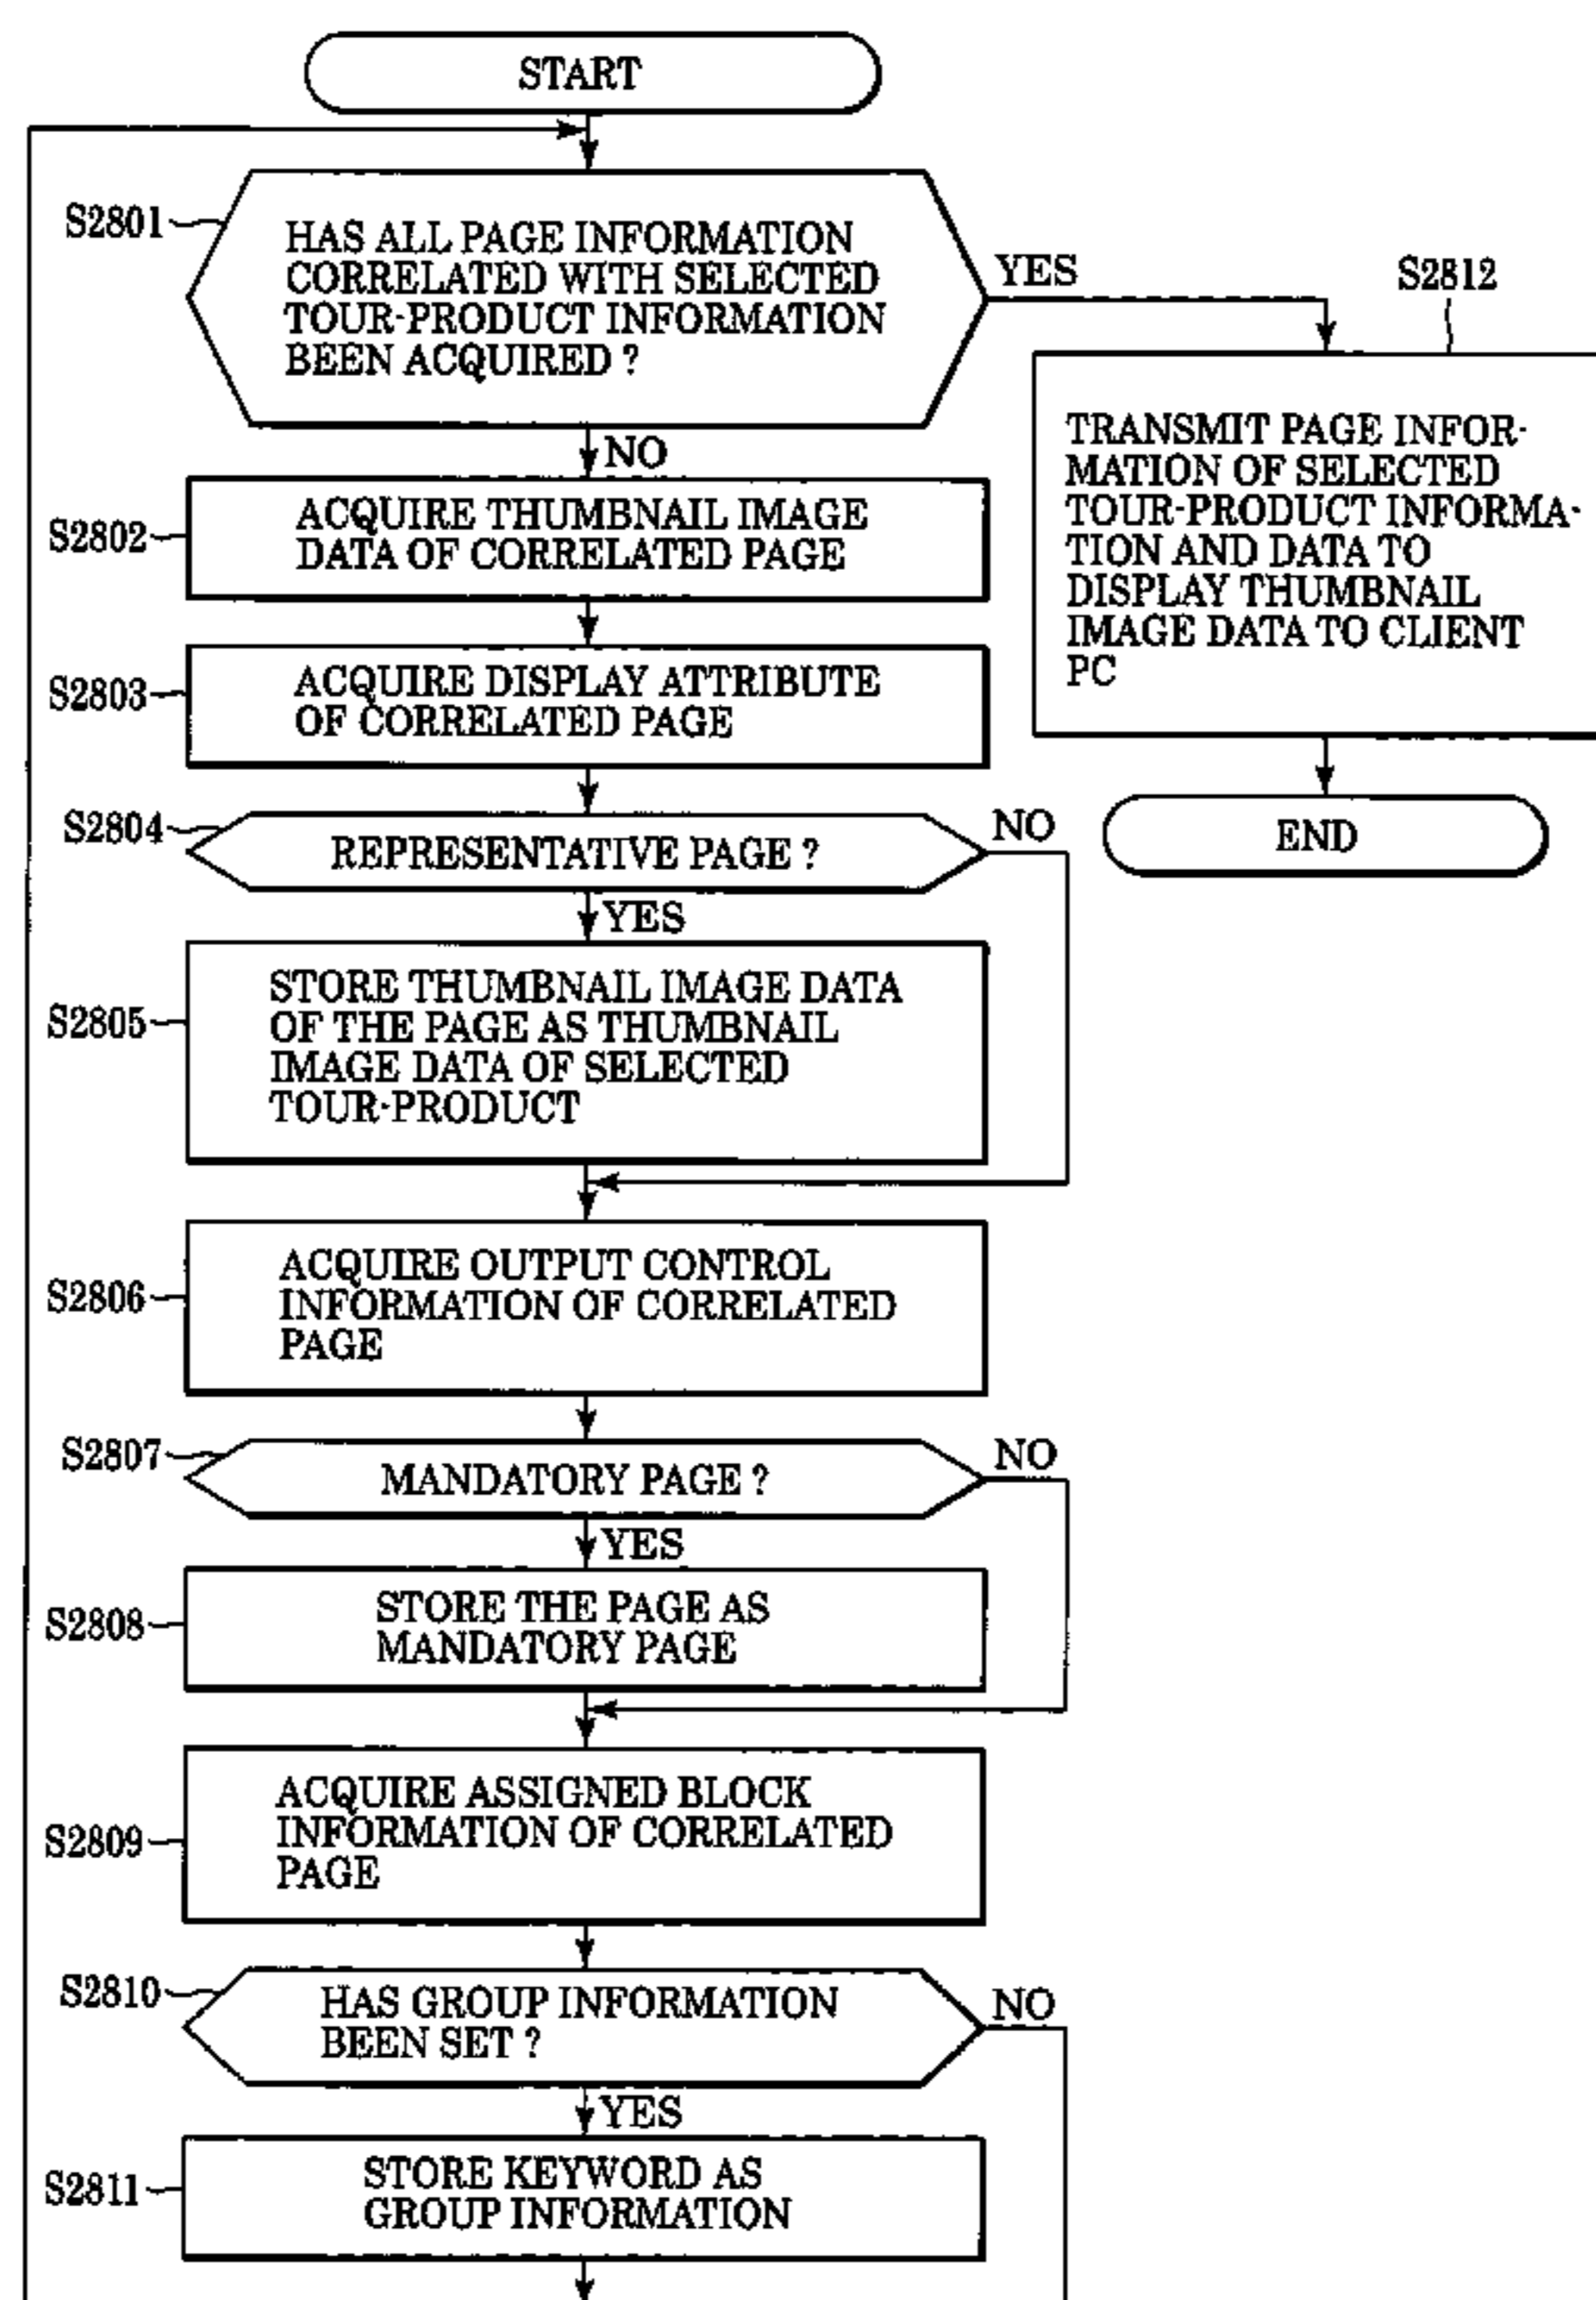 START
S2801
HAS ALL PAGE INFORMATION
CORRELATED WITH SELECTED
TOUR-PRODUCT INFORMATION
BEEN ACQUIRED ?
YES
NO
S2812
TRANSMIT PAGE INFOR-
MATION OF SELECTED
TOUR-PRODUCT INFORMA-
TION AND DATA TO
DISPLAY THUMBNAIL
IMAGE DATA TO CLIENT
PC
END
S2802
ACQUIRE THUMBNAIL IMAGE
DATA OF CORRELATED PAGE
S2803
ACQUIRE DISPLAY ATTRIBUTE
OF CORRELATED PAGE
S2804
REPRESENTATIVE PAGE ?
NO
YES
S2805
STORE THUMBNAIL IMAGE DATA
OF THE PAGE AS THUMBNAIL
IMAGE DATA OF SELECTED
TOUR-PRODUCT
S2806
ACQUIRE OUTPUT CONTROL
INFORMATION OF CORRELATED
PAGE
S2807
MANDATORY PAGE ?
NO
YES
S2808
STORE THE PAGE AS
MANDATORY PAGE
S2809
ACQUIRE ASSIGNED BLOCK
INFORMATION OF CORRELATED
PAGE
S2810
HAS GROUP INFORMATION
BEEN SET ?
NO
YES
S2811
STORE KEYWORD AS
GROUP INFORMATION